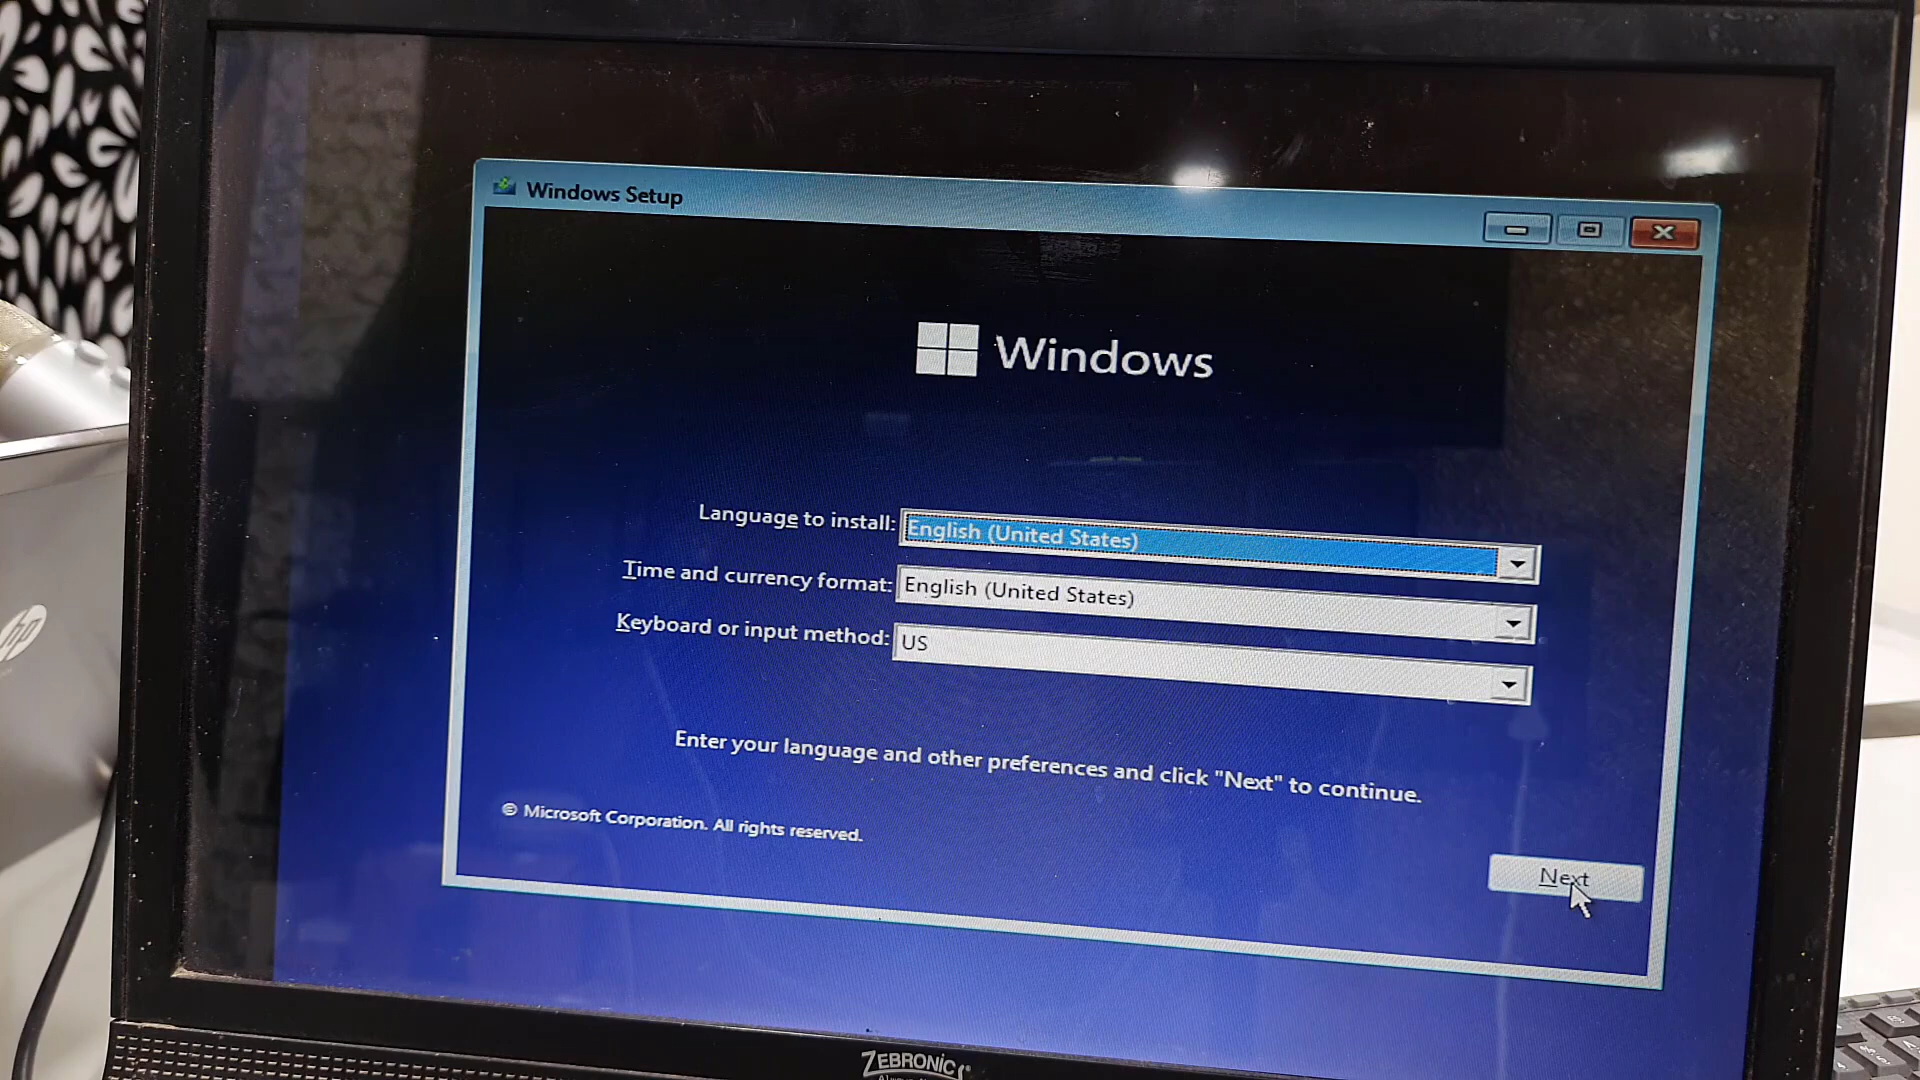 Windows Setup
Windows
Language to install: English (United States)
Time and currency format: English (United States)
Keyboard or input method: US
Enter your language and other preferences and click "Next" to continue.
© Microsoft Corporation. All rights reserved.
Next
hp
ZEBRONICS